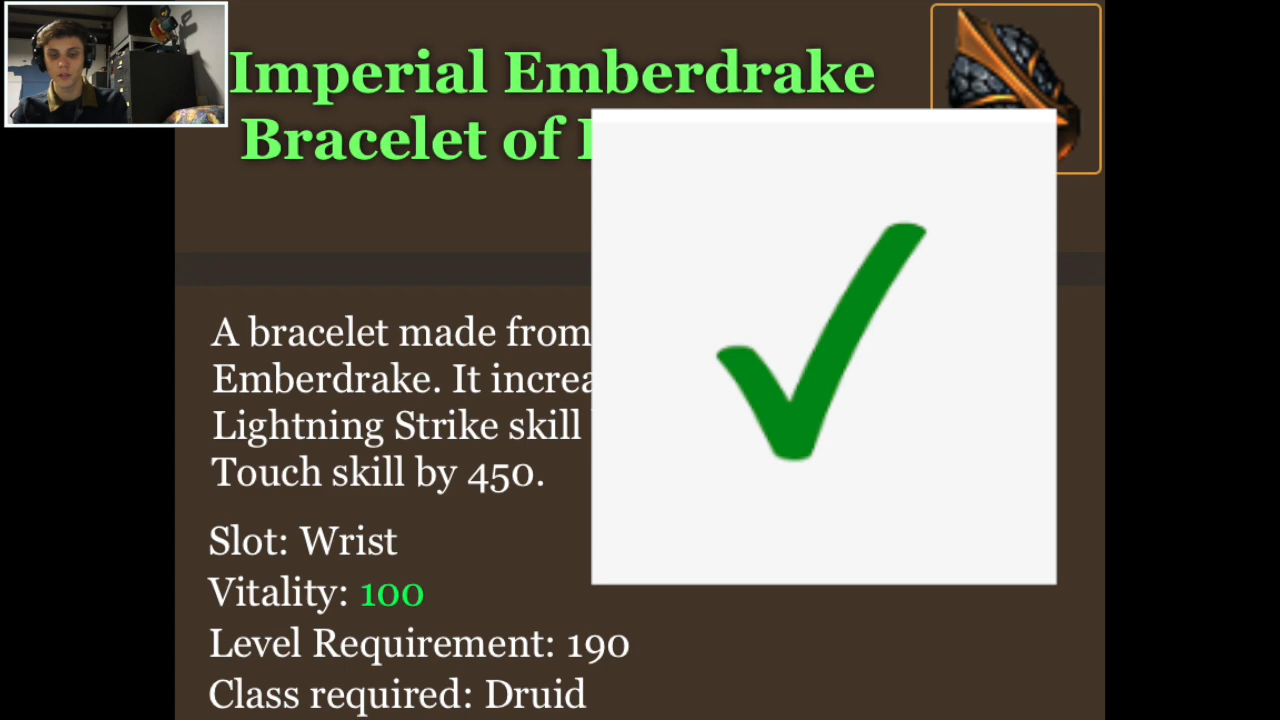 Imperial Emberdrake
Bracelet of
A bracelet made from
Emberdrake. It
Lightning Strike skill
Touch skill by 450.
Slot: Wrist
Vitality: 100
Level Requirement: 190
Class required: Druid